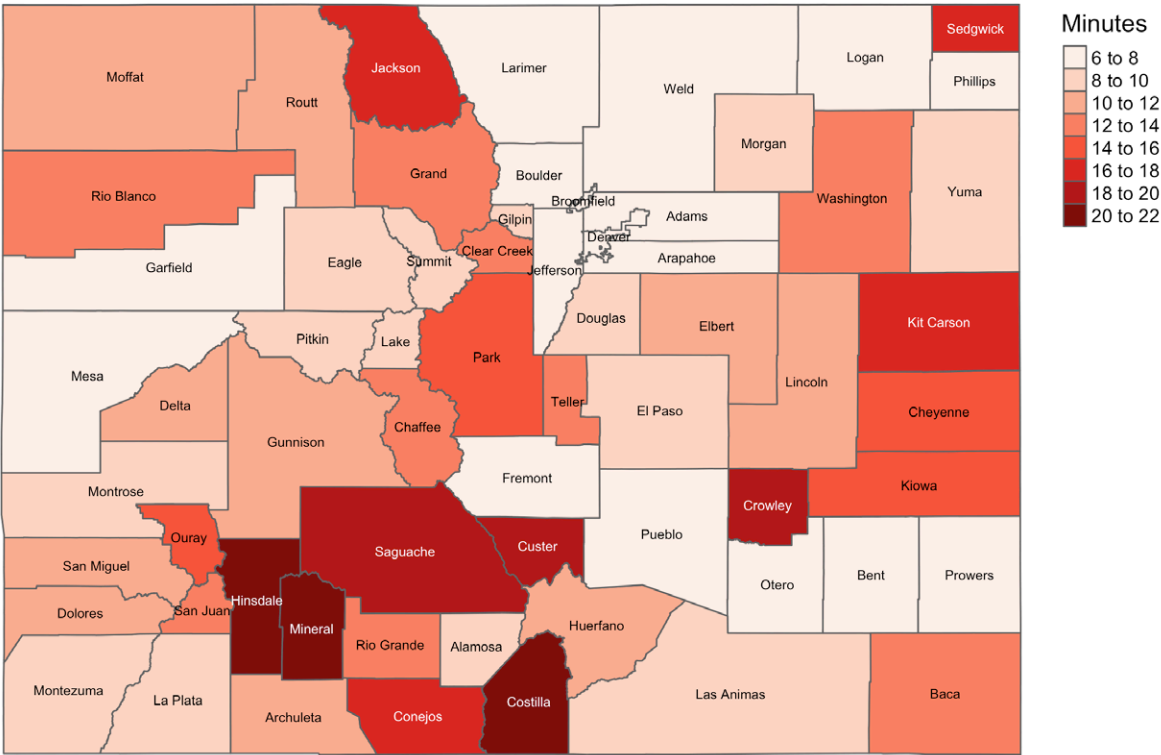 Minutes
6 to 8
8 to 10
10 to 12
12 to 14
14 to 16
16 to 18
18 to 20
20 to 22
Sedgwick
Logan
Jackson
Larimer
Moffat
Phillips
Weld
Routt
Morgan
Grand
Boulder
Yuma
Rio Blanco
Washington
Broomfield
Adams
Gilpin
Denver
Clear Creek
Arapahoe
Eagle
Summit
Garfield
Jefferson
Douglas
Kit Carson
Elbert
Pitkin
Lake
Park
Mesa
Lincoln
Teller
Delta
El Paso
Cheyenne
Chaffee
Gunnison
Fremont
Kiowa
Montrose
Crowley
Pueblo
Ouray
Custer
Saguache
San Miguel
Bent
Prowers
Otero
Hinsdale
San Juan
Dolores
Huerfano
Mineral
Rio Grande
Alamosa
Montezuma
Las Animas
Baca
La Plata
Costilla
Conejos
Archuleta